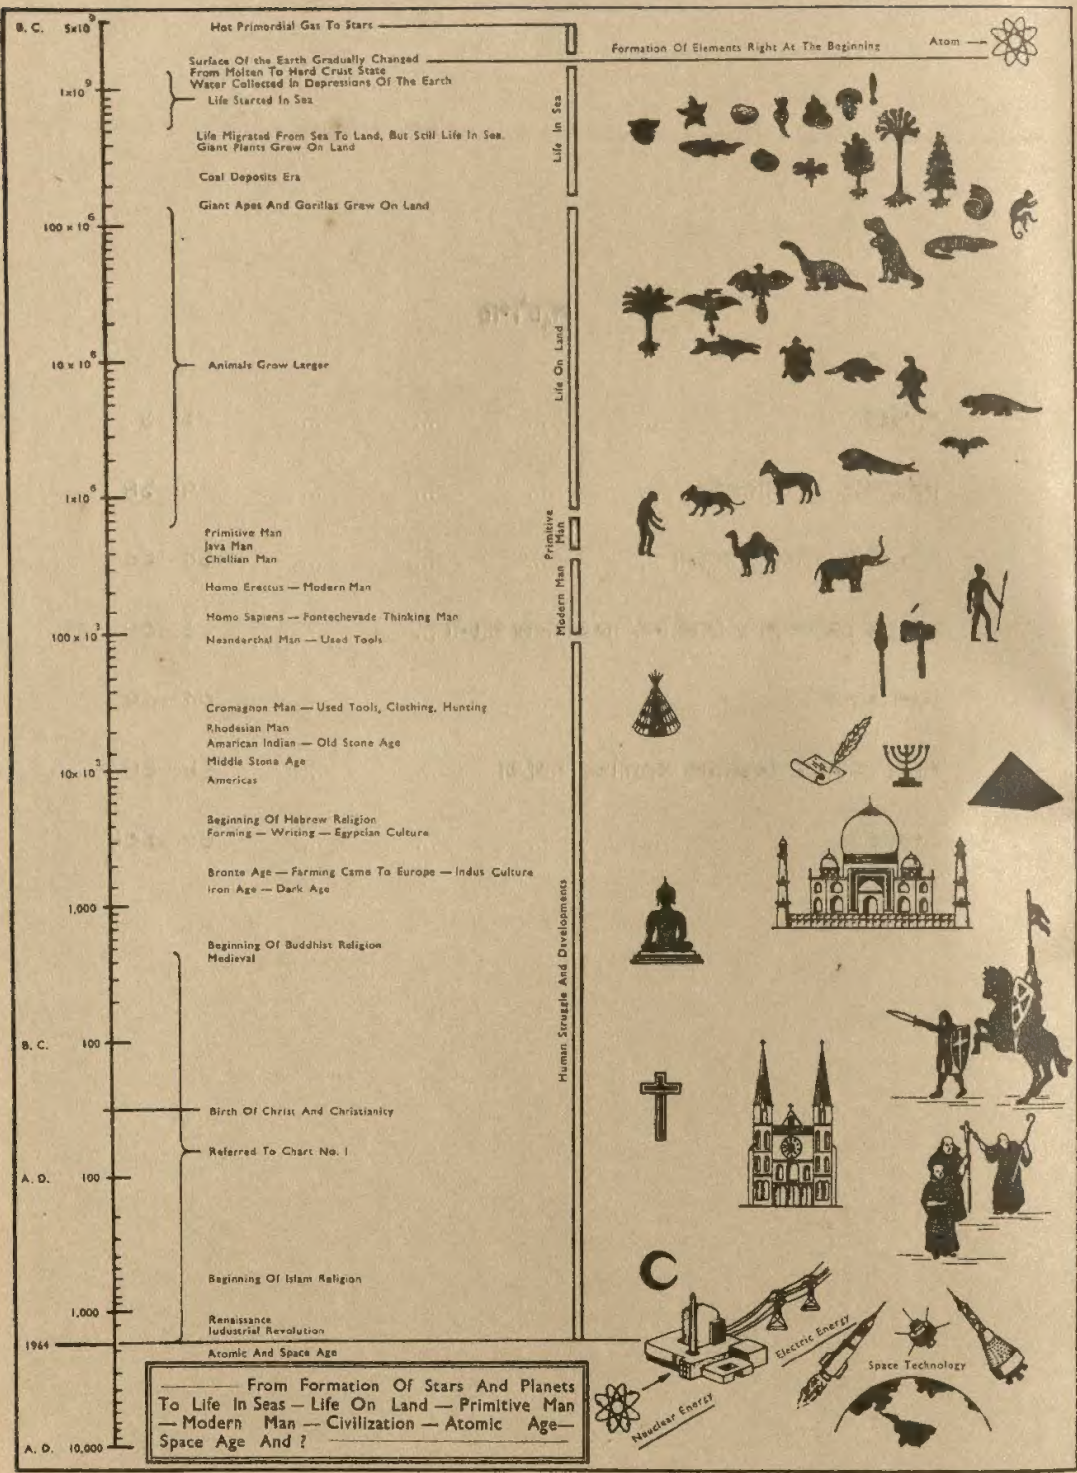 B. C. 5x10⁹
Hot Primordial Gas To Stars
Formation Of Elements Right At The Beginning
Atom
Surface Of the Earth Gradually Changed
From Molten To Hard Crust State
Water Collected In Depressions Of The Earth
1x10⁹
Life Started In Sea
Life In Sea
Life Migrated From Sea To Land, But Still Life In Sea.
Giant Plants Grew On Land
Coal Deposits Era
Giant Apes And Gorillas Grew On Land
100 x 10⁶
Life On Land
10 x 10⁶
Animals Grow Larger
1x10⁶
Primitive Man
Java Man
Chellian Man
Primitive
Man
Homo Erectus — Modern Man
Modern Man
Homo Sapiens — Fontechevade Thinking Man
100 x 10³
Neanderthal Man — Used Tools
Cromagnon Man — Used Tools, Clothing, Hunting
Rhodesian Man
Amarican Indian — Old Stone Age
Middle Stone Age
10x 10³
Americas
Beginning Of Hebrew Religion
Forming — Writing — Egyptian Culture
Bronte Age — Farming Came To Europe — Indus Culture
Iron Age — Dark Age
1,000
Human Struggle And Developments
Beginning Of Buddhist Religion
Medieval
B. C. 100
Birth Of Christ And Christianity
Referred To Chart No. 1
A. D. 100
Beginning Of Islam Religion
1,000
Renaissance
Iudustrial Revolution
1964
Atomic And Space Age
Electric Energy
Space Technology
Nauclear Energy
From Formation Of Stars And Planets
To Life In Seas — Life On Land — Primitive Man
— Modern Man — Civilization — Atomic Age—
Space Age And ?
A. D. 10,000